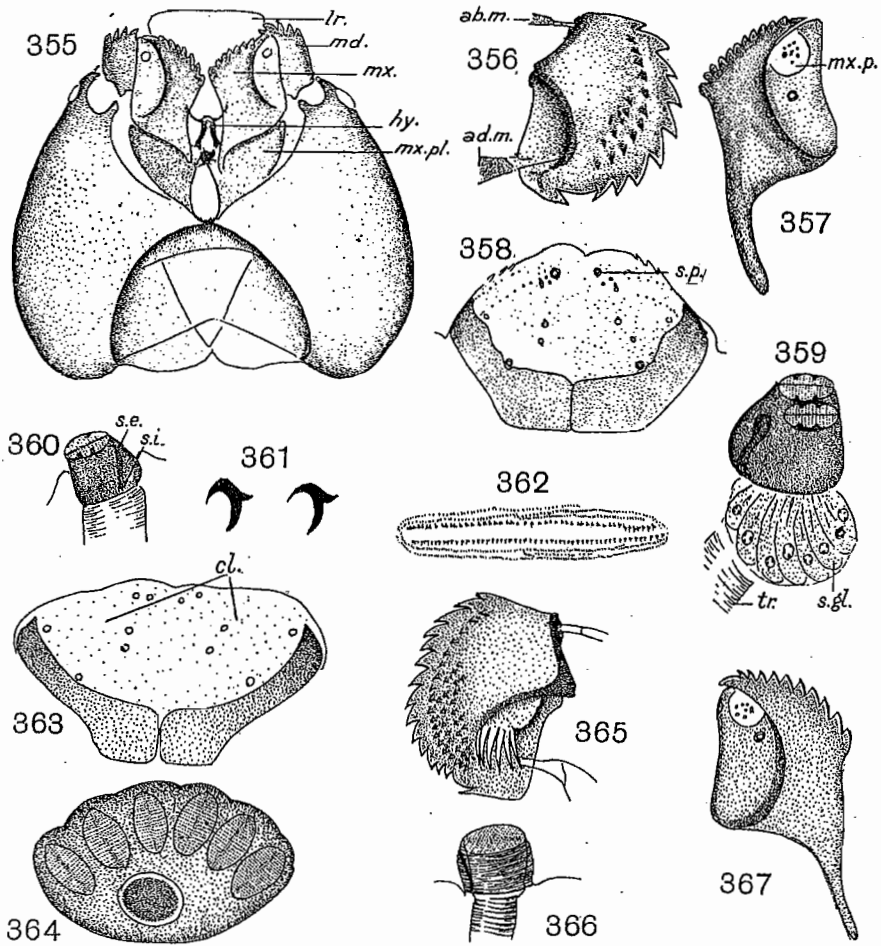 355
lr.
md.
mx.
hy.
mx.pl.
ab.m.
356
ad.m.
mx.p.
357
358
s.p.
359
tr.
s.gl.
360
s.e.
s.i.
361
362
cl.
363
364
365
366
367